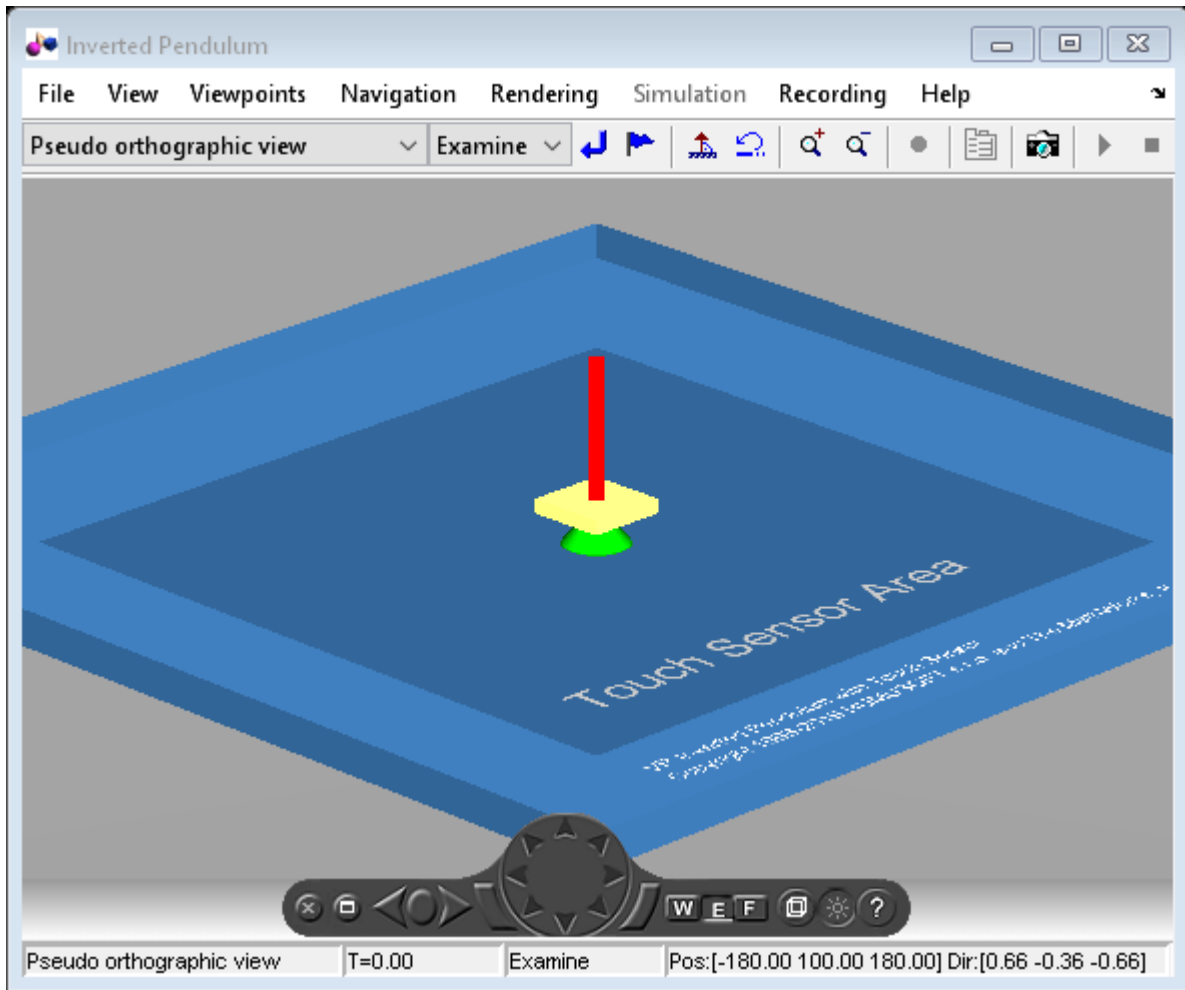 Inverted Pendulum
File View Viewpoints Navigation Rendering Simulation Recording Help
Pseudo orthographic view Examine
Touch Sensor Area
W E F ?
Pseudo orthographic view T=0.00 Examine Pos:[-180.00 100.00 180.00] Dir:[0.66 -0.36 -0.66]